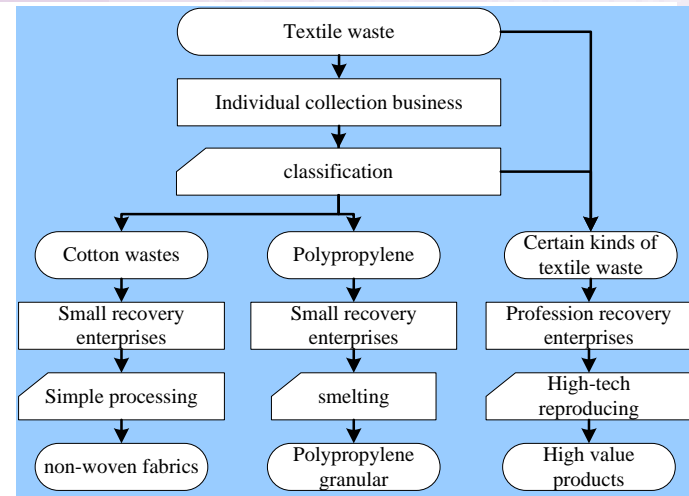 Textile waste
Individual collection business
classification
Cotton wastes
Polypropylene
Certain kinds of
textile waste
Small recovery
enterprises
Small recovery
enterprises
Profession recovery
enterprises
Simple processing
smelting
High-tech
reproducing
non-woven fabrics
Polypropylene
granular
High value
products